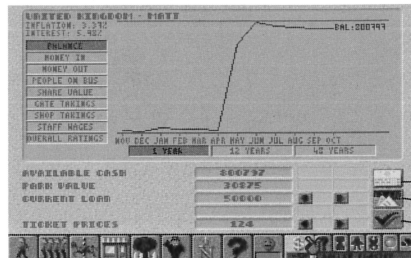 UNITED KINGDOM - MATT
INFLATION: 3.37%
INTEREST: 5.98%
BAL:200797
BALANCE
MONEY IN
MONEY OUT
PEOPLE ON BUS
SHARE VALUE
GATE TAKINGS
SHOP TAKINGS
STAFF WAGES
OVERALL RATINGS
NOV DEC JAN FEB MAR APR MAY JUN JUL AUG SEP OCT
1 YEAR
12 YEARS
48 YEARS
AVAILABLE CASH 800797
PARK VALUE 30875
CURRENT LOAN 50000
TICKET PRICES 124